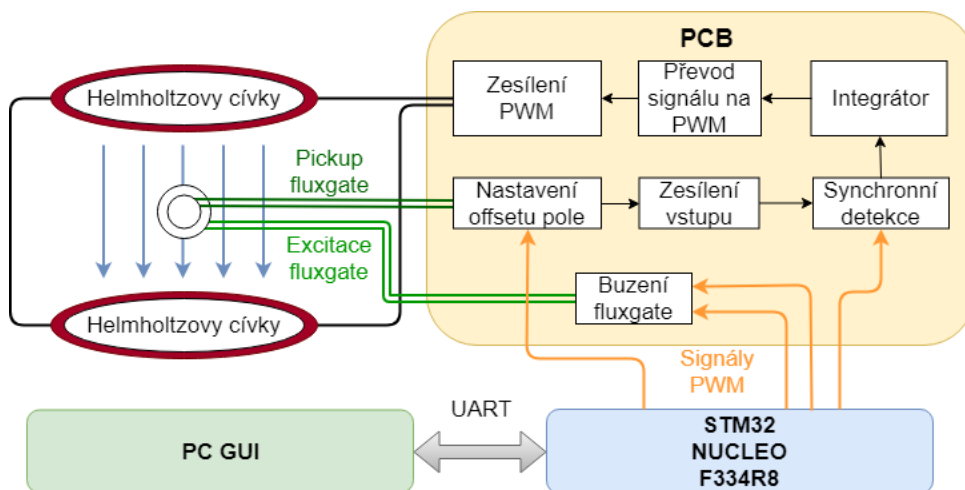 PCB
Helmholtzovy cívky
Zesílení
PWM
Převod
signálu na
PWM
Integrátor
Pickup
fluxgate
Nastavení
offsetu pole
Zesílení
vstupu
Synchronní
detekce
Excitace
fluxgate
Buzení
fluxgate
Helmholtzovy cívky
Signály
PWM
UART
PC GUI
STM32
NUCLEO
F334R8